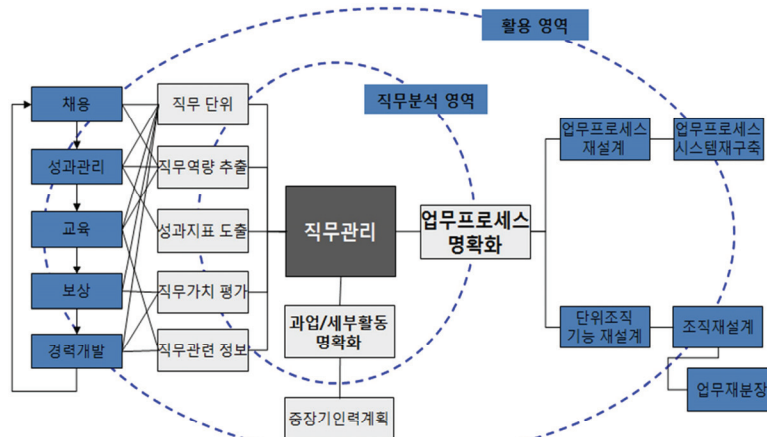 활용 영역
직무분석 영역
채용
성과관리
교육
보상
경력개발
직무 단위
직무역량 추출
성과지표 도출
직무가치 평가
직무관련 정보
직무관리
과업/세부활동
명확화
중장기인력계획
업무프로세스
명확화
업무프로세스
재설계
업무프로세스
시스템재구축
단위조직
기능 재설계
조직재설계
업무재분장